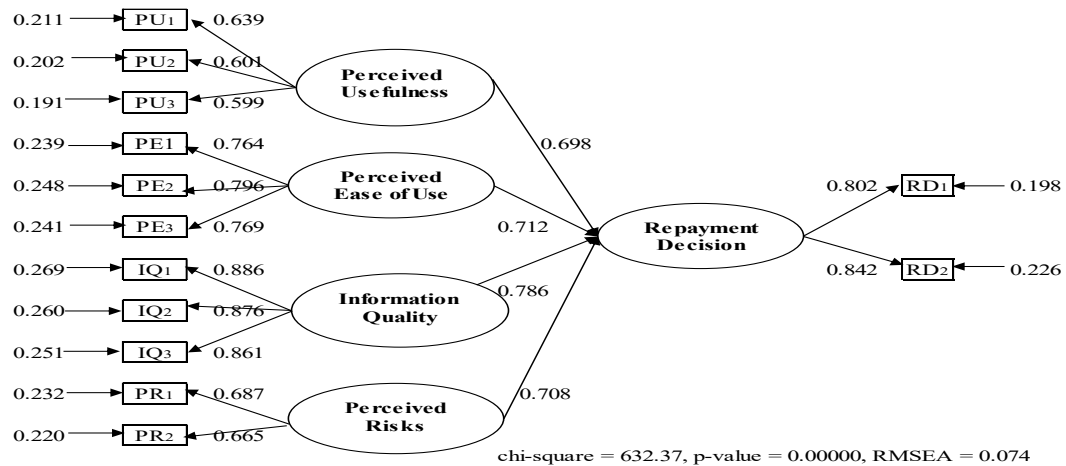 0.211 PU1 0.639
0.202 PU2 0.601
0.191 PU3 0.599
Perceived
Usefulness
0.698
0.239 PE1 0.764
0.248 PE2 0.796
0.241 PE3 0.769
Perceived
Ease of Use
0.712
0.269 IQ1 0.886
0.260 IQ2 0.876
0.251 IQ3 0.861
Information
Quality
0.786
0.232 PR1 0.687
0.220 PR2 0.665
Perceived
Risks
0.708
Repayment
Decision
0.802 RD1 0.198
0.842 RD2 0.226
chi-square = 632.37, p-value = 0.00000, RMSEA = 0.074